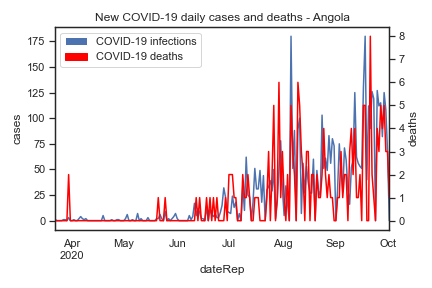 New COVID-19 daily cases and deaths - Angola
COVID-19 infections
COVID-19 deaths
175
150
125
100
75
50
25
0
cases
8
7
6
5
4
3
2
1
0
deaths
Apr
2020
May
Jun
Jul
Aug
Sep
Oct
dateRep